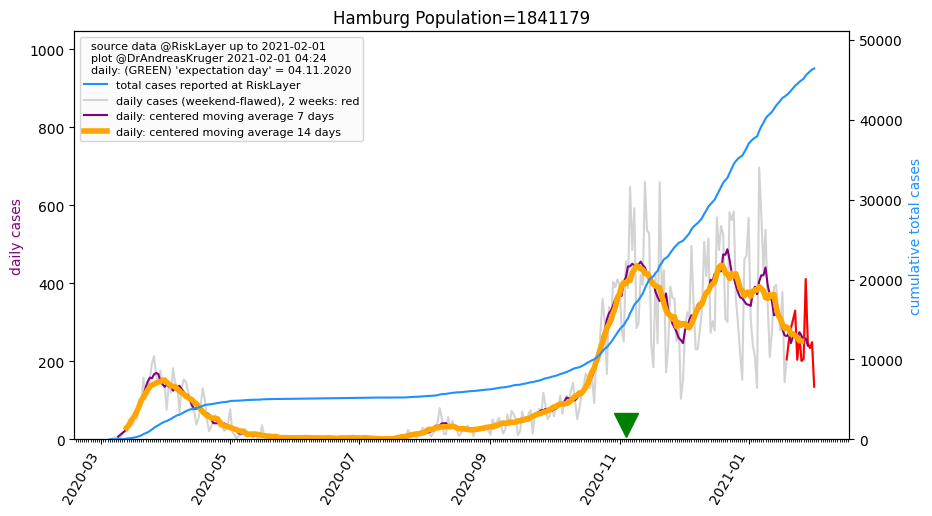 Hamburg Population=1841179
source data @RiskLayer up to 2021-02-01
plot @DrAndreasKruger 2021-02-01 04:24
daily: (GREEN) 'expectation day' = 04.11.2020
total cases reported at RiskLayer
daily cases (weekend-flawed), 2 weeks: red
daily: centered moving average 7 days
daily: centered moving average 14 days
daily cases
1000
800
600
400
200
0
50000
40000
30000
20000
10000
0
cumulative total cases
2020-03
2020-05
2020-07
2020-09
2020-11
2021-01